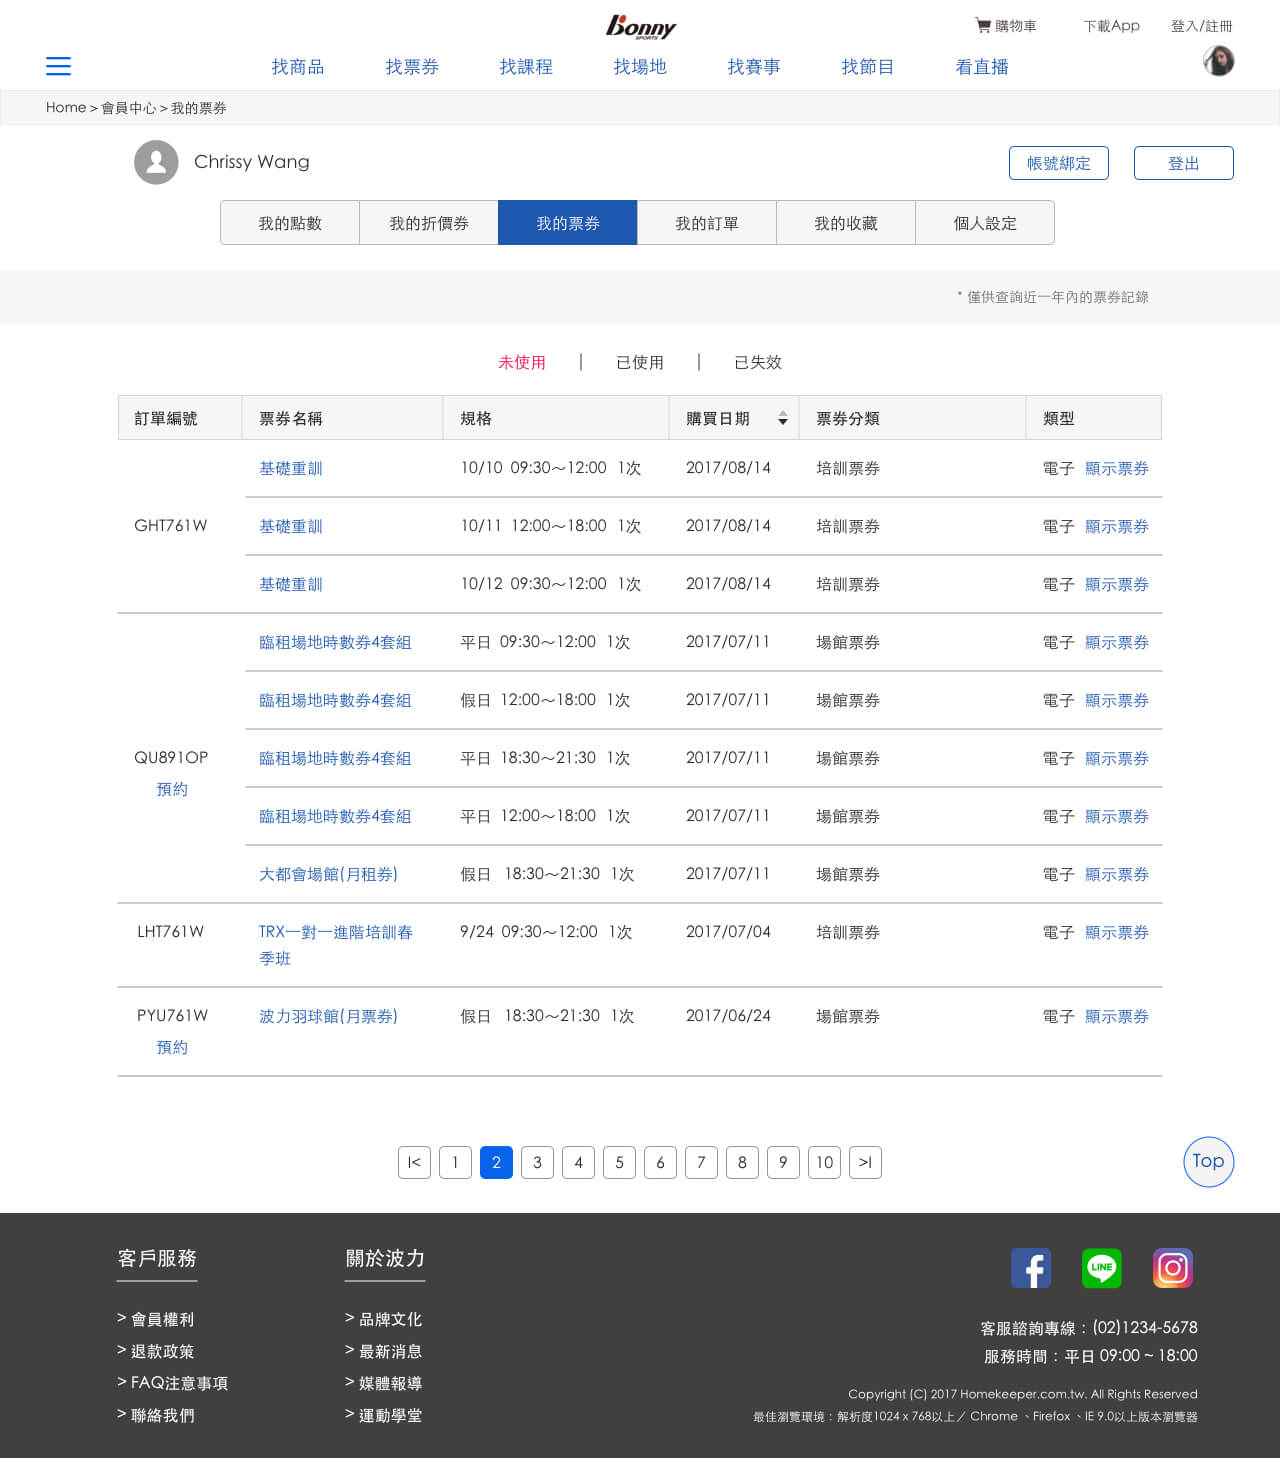 Bonny
SPORTS
購物車 下載App 登入/註冊
找商品 找票券 找課程 找場地 找賽事 找節目 看直播
Home > 會員中心 > 我的票券
Chrissy Wang 帳號綁定 登出
我的點數 我的折價券 我的票券 我的訂單 我的收藏 個人設定
* 僅供查詢近一年內的票券記錄
未使用 | 已使用 | 已失效
訂單編號 票券名稱 規格 購買日期 票券分類 類型
基礎重訓 10/10 09:30～12:00 1次 2017/08/14 培訓票券 電子 顯示票券
GHT761W 基礎重訓 10/11 12:00～18:00 1次 2017/08/14 培訓票券 電子 顯示票券
基礎重訓 10/12 09:30～12:00 1次 2017/08/14 培訓票券 電子 顯示票券
臨租場地時數券4套組 平日 09:30～12:00 1次 2017/07/11 場館票券 電子 顯示票券
臨租場地時數券4套組 假日 12:00～18:00 1次 2017/07/11 場館票券 電子 顯示票券
QU891OP 臨租場地時數券4套組 平日 18:30～21:30 1次 2017/07/11 場館票券 電子 顯示票券
預約
臨租場地時數券4套組 平日 12:00～18:00 1次 2017/07/11 場館票券 電子 顯示票券
大都會場館(月租券) 假日 18:30～21:30 1次 2017/07/11 場館票券 電子 顯示票券
LHT761W TRX一對一進階培訓春 9/24 09:30～12:00 1次 2017/07/04 培訓票券 電子 顯示票券
季班
PYU761W 波力羽球館(月票券) 假日 18:30～21:30 1次 2017/06/24 場館票券 電子 顯示票券
預約
|< 1 2 3 4 5 6 7 8 9 10 >|
Top
客戶服務 關於波力
f LINE
> 會員權利 > 品牌文化
> 退款政策 > 最新消息
> FAQ注意事項 > 媒體報導
> 聯絡我們 > 運動學堂
客服諮詢專線：(02)1234-5678
服務時間：平日 09:00 ~ 18:00
Copyright (C) 2017 Homekeeper.com.tw. All Rights Reserved
最佳瀏覽環境：解析度1024 x 768以上／ Chrome 、Firefox 、IE 9.0以上版本瀏覽器